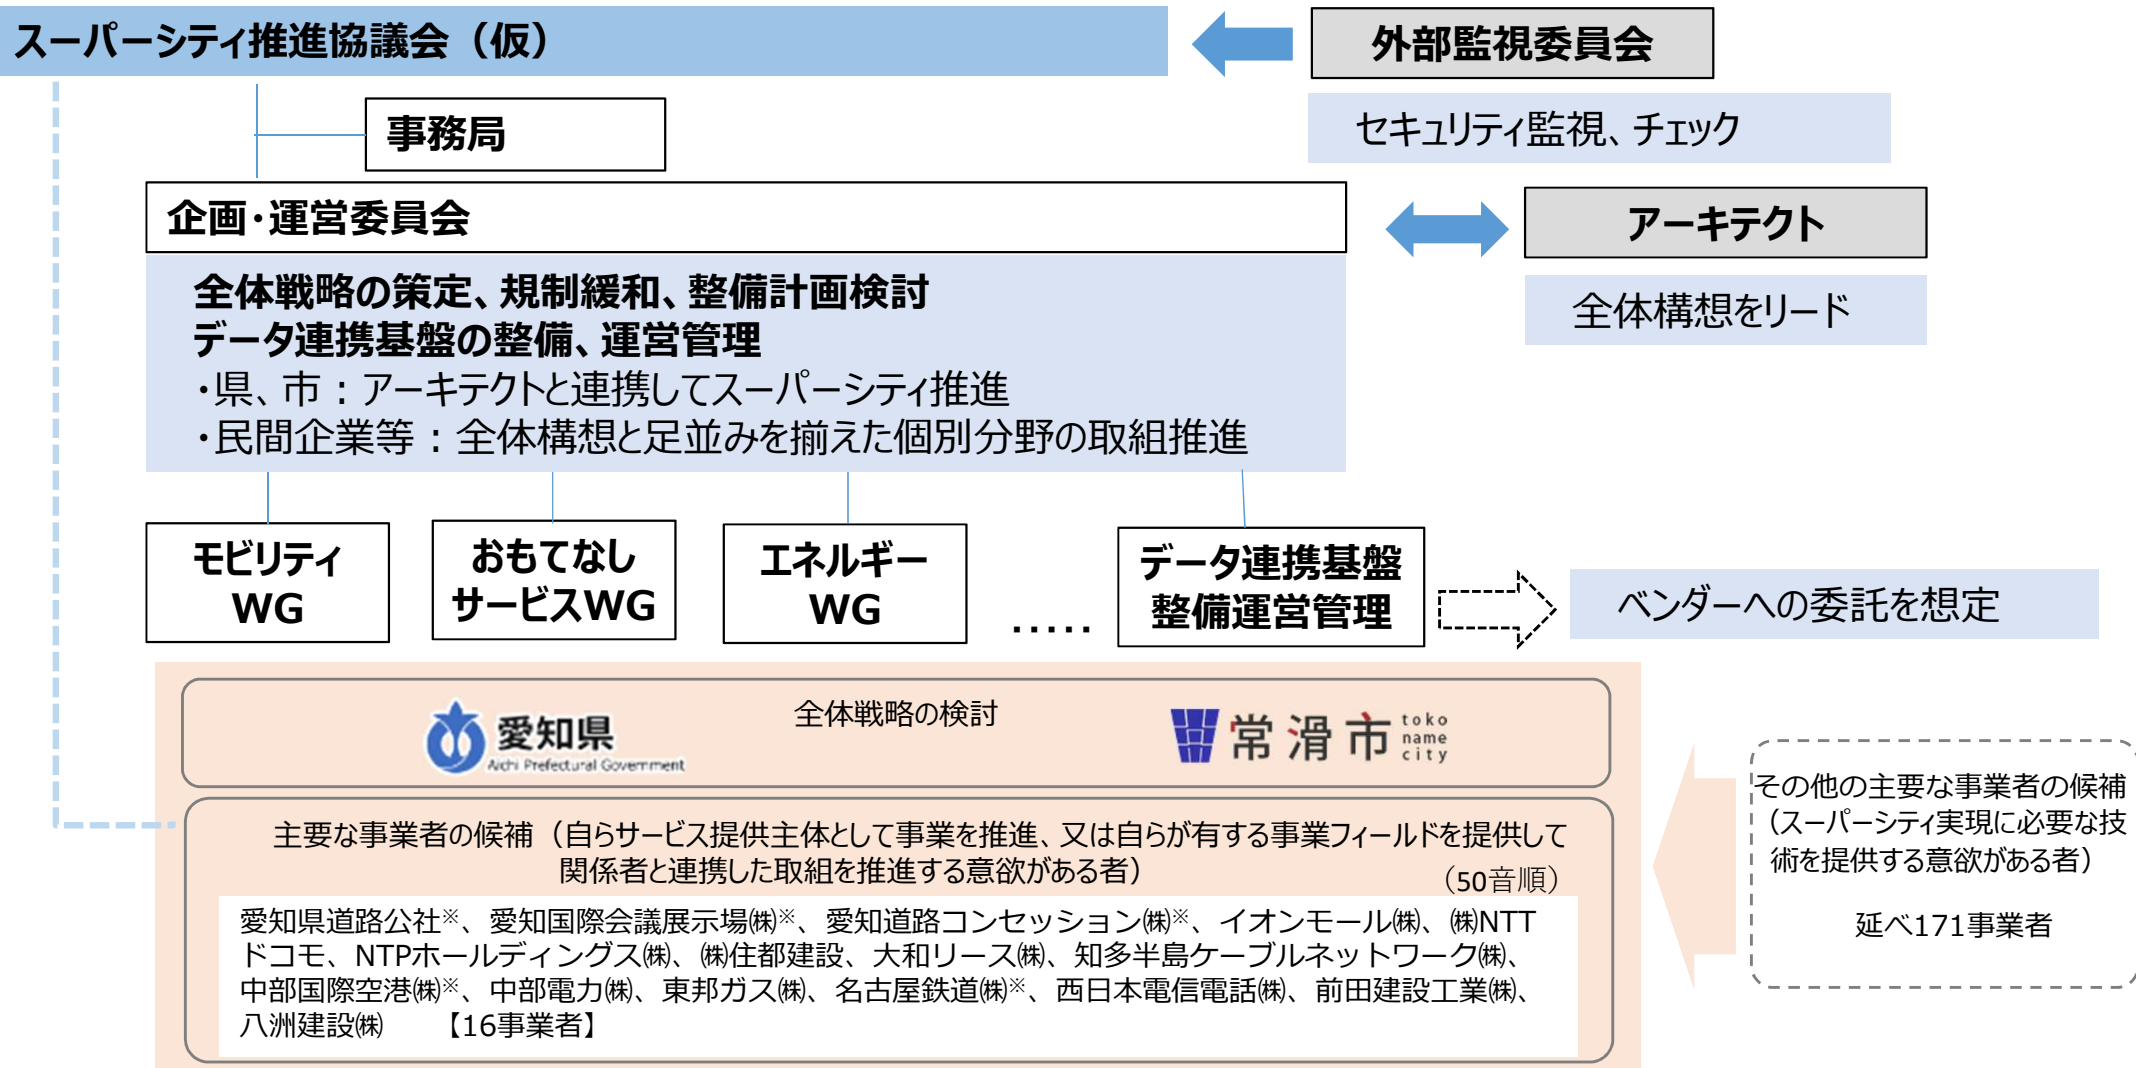 スーパーシティ推進協議会（仮）
外部監視委員会
セキュリティ監視、チェック
事務局
企画・運営委員会
アーキテクト
全体構想をリード
全体戦略の策定、規制緩和、整備計画検討
データ連携基盤の整備、運営管理
・県、市：アーキテクトと連携してスーパーシティ推進
・民間企業等：全体構想と足並みを揃えた個別分野の取組推進
モビリティ
WG
おもてなし
サービスWG
エネルギー
WG
．．．．．
データ連携基盤
整備運営管理
ベンダーへの委託を想定
全体戦略の検討
愛知県
Aichi Prefectural Government
常滑市
toko
name
city
主要な事業者の候補（自らサービス提供主体として事業を推進、又は自らが有する事業フィールドを提供して
関係者と連携した取組を推進する意欲がある者）
（50音順）
愛知県道路公社※、愛知国際会議展示場㈱※、愛知道路コンセッション㈱※、イオンモール㈱、㈱NTT
ドコモ、NTPホールディングス㈱、㈱住都建設、大和リース㈱、知多半島ケーブルネットワーク㈱、
中部国際空港㈱※、中部電力㈱、東邦ガス㈱、名古屋鉄道㈱※、西日本電信電話㈱、前田建設工業㈱、
八洲建設㈱　【16事業者】
その他の主要な事業者の候補
（スーパーシティ実現に必要な技
術を提供する意欲がある者）
延べ171事業者